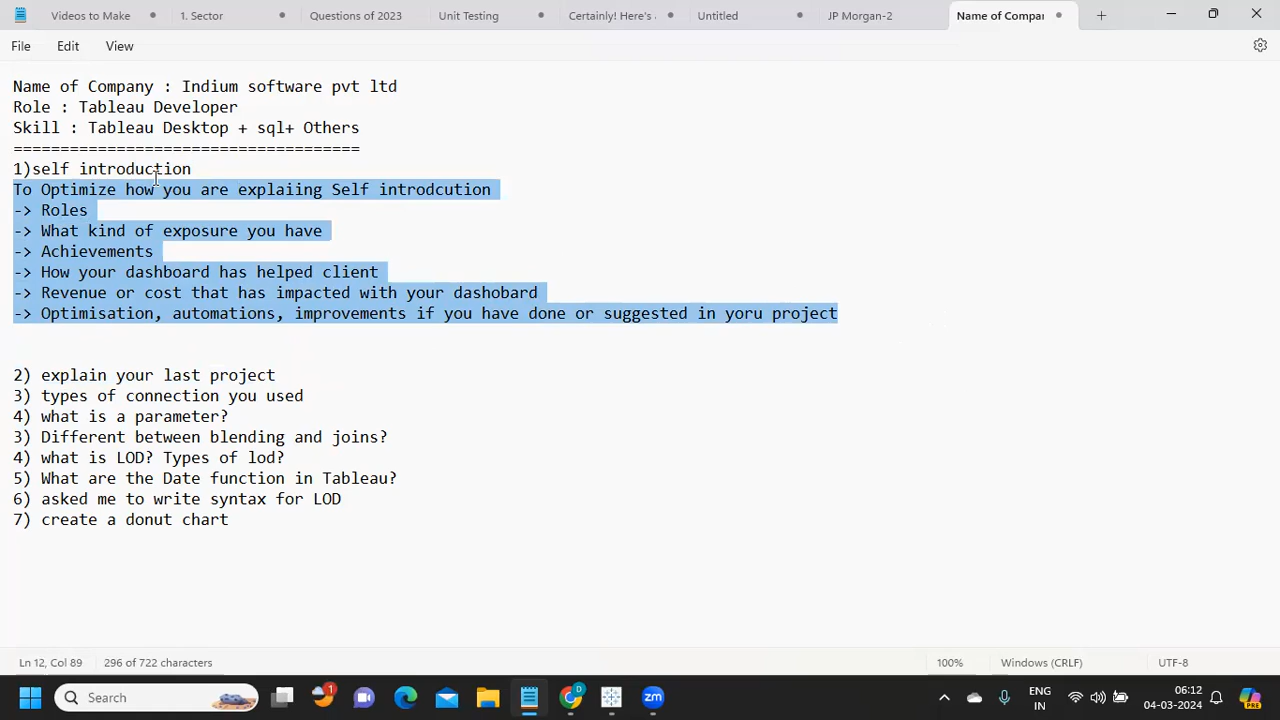 Videos to Make
1. Sector
Questions of 2023
Unit Testing
Certainly! Here's
Untitled
JP Morgan-2
Name of Compan
File
Edit
View
Name of Company : Indium software pvt ltd
Role : Tableau Developer
Skill : Tableau Desktop + sql+ Others
=====================================
1)self introduction
To Optimize how you are explaiing Self introdcution
-> Roles
-> What kind of exposure you have
-> Achievements
-> How your dashboard has helped client
-> Revenue or cost that has impacted with your dashobard
-> Optimisation, automations, improvements if you have done or suggested in yoru project
2) explain your last project
3) types of connection you used
4) what is a parameter?
3) Different between blending and joins?
4) what is LOD? Types of lod?
5) What are the Date function in Tableau?
6) asked me to write syntax for LOD
7) create a donut chart
Ln 12, Col 89
296 of 722 characters
100%
Windows (CRLF)
UTF-8
Search
1
D
zm
ENG
IN
06:12
04-03-2024
PRE